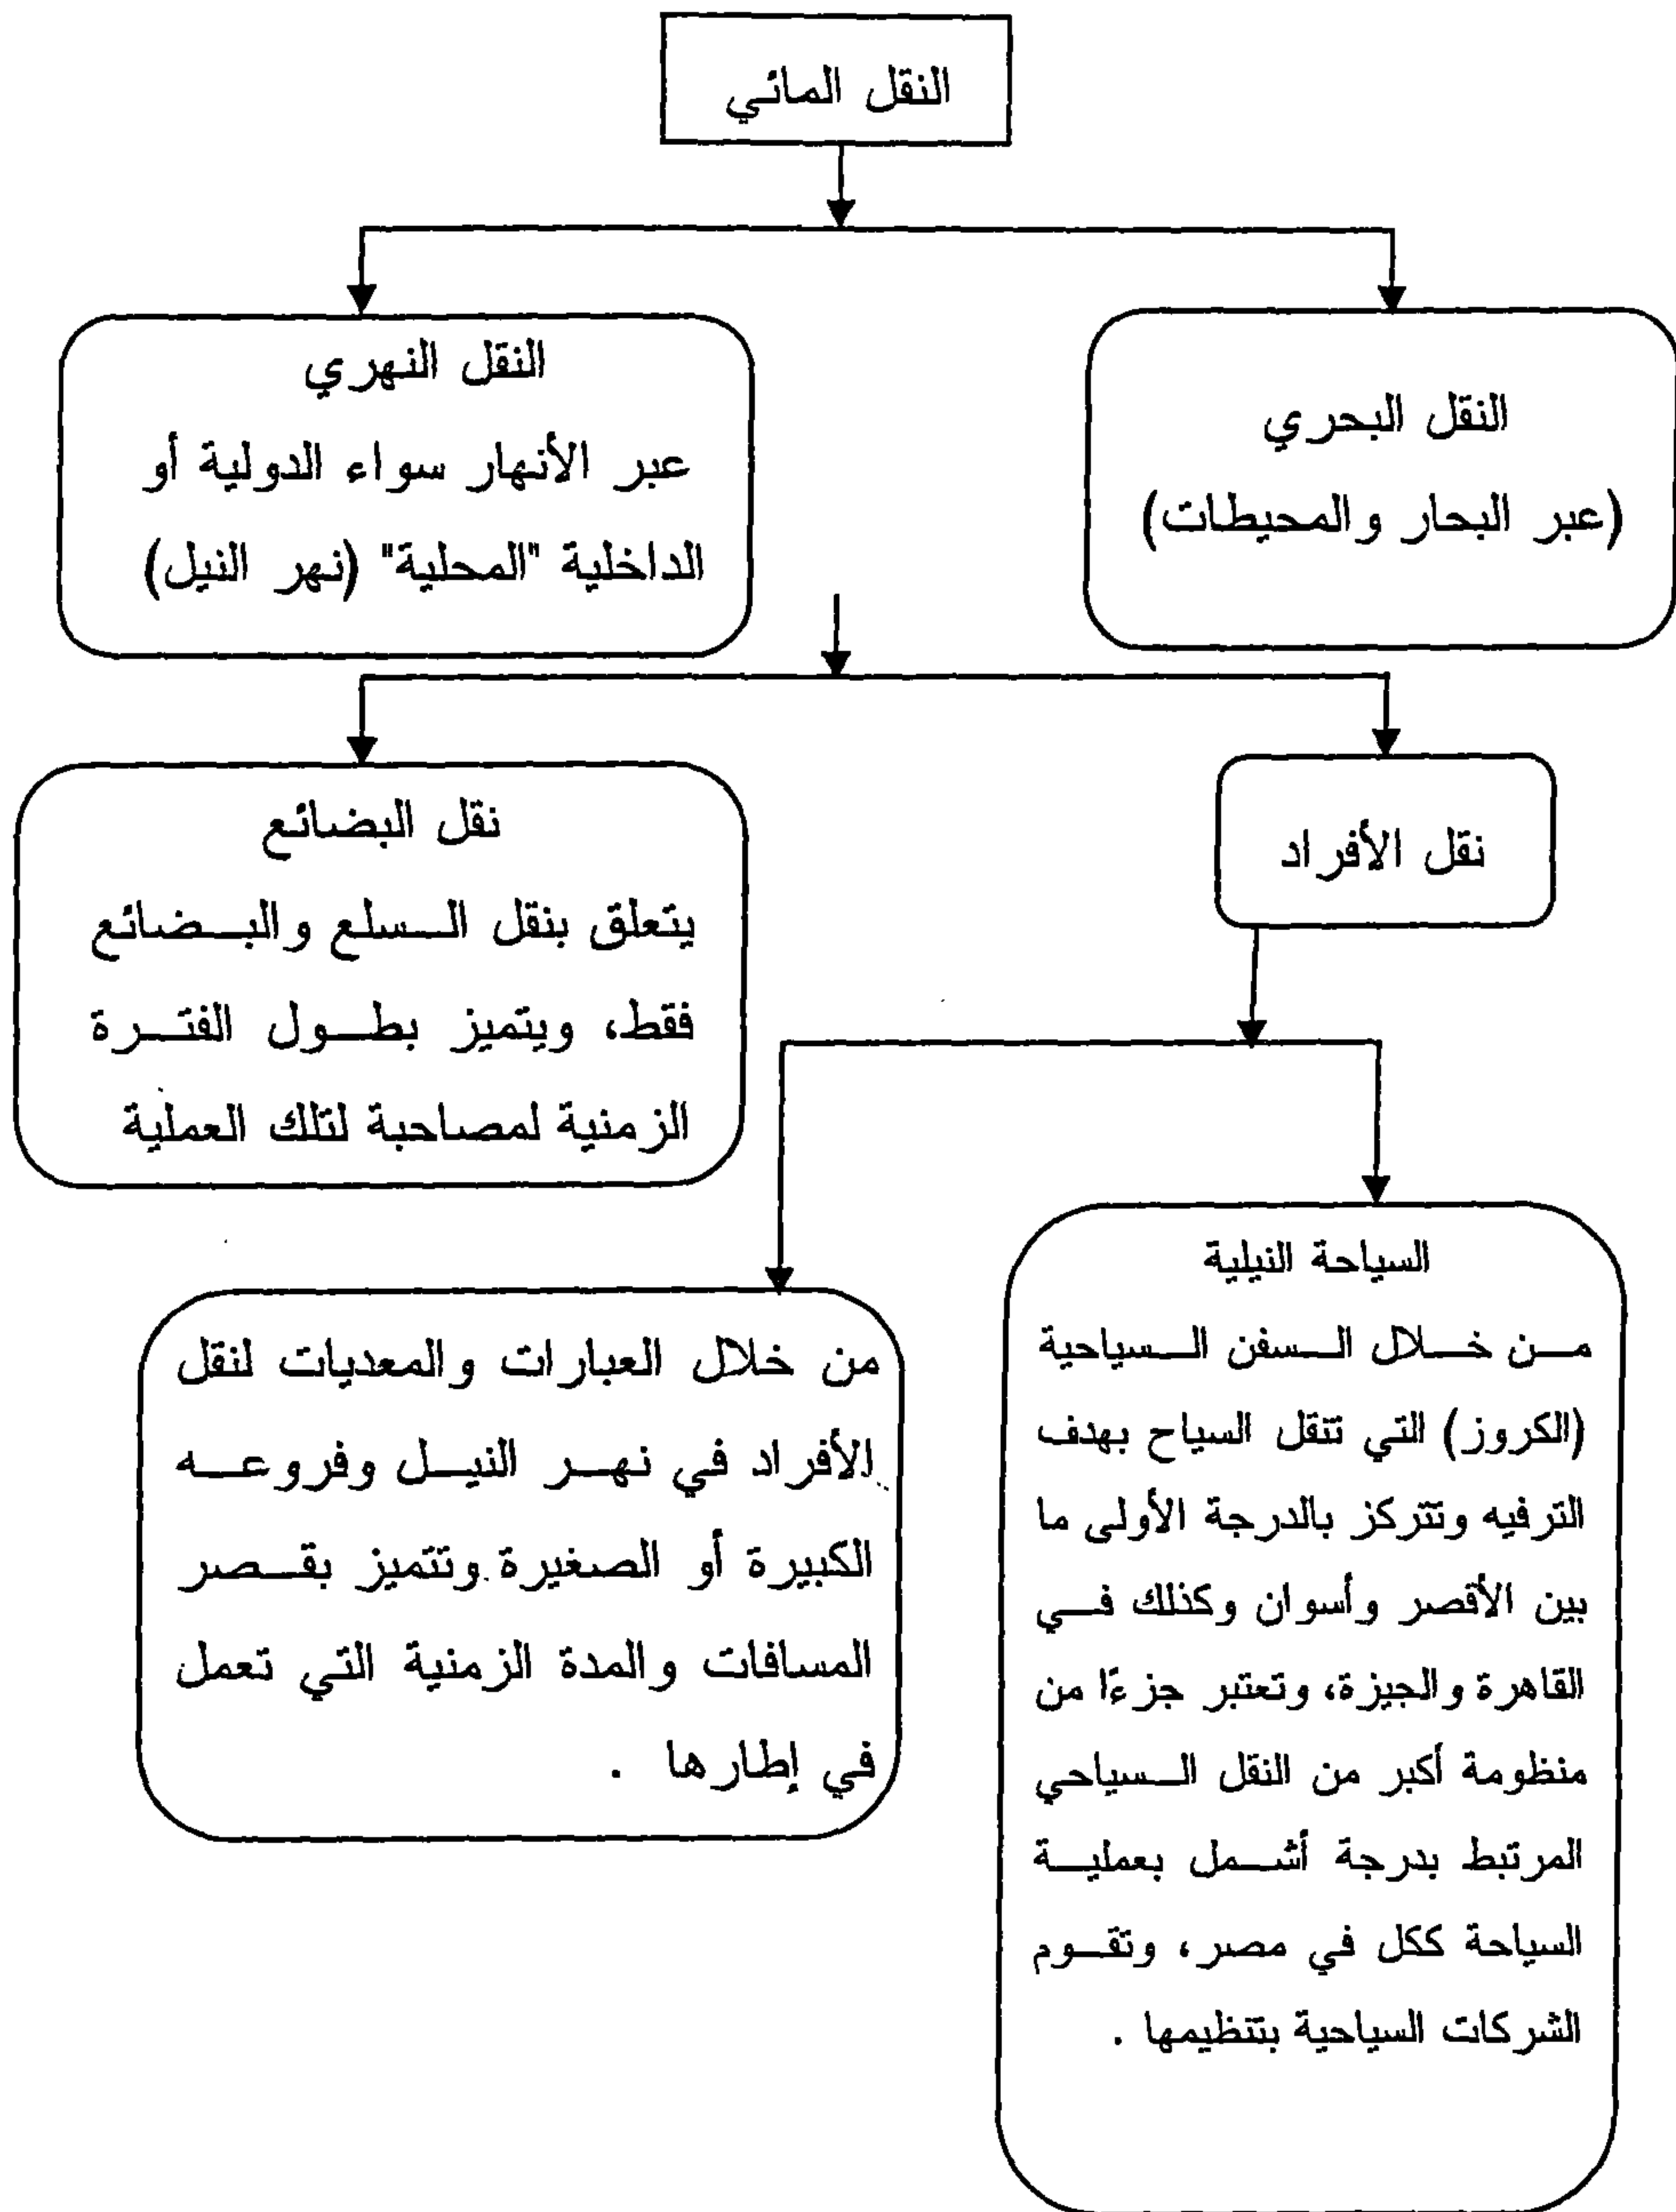 النقل المائي
النقل البحري
(عبر البحار والمحيطات)
النقل النهري
عبر الأنهار سواء الدولية أو
الداخلية "المحلية" (نهر النيل)
نقل الأفراد
نقل البضائع
يتعلق بنقل السلع والبضائع
فقط، ويتميز بطول الفترة
الزمنية لمصاحبة لتلك العملية
السياحة النيلية
من خلال السفن السياحية
(الكروز) التي تنقل السياح بهدف
الترفيه وتتركز بالدرجة الأولى ما
بين الأقصر وأسوان وكذلك في
القاهرة والجيزة، وتعتبر جزءًا من
منظومة أكبر من النقل السياحي
المرتبط بدرجة أشمل بعملية
السياحة ككل في مصر، وتقوم
الشركات السياحية بتنظيمها .
من خلال العبارات والمعديات لنقل
الأفراد في نهر النيل وفروعه
الكبيرة أو الصغيرة وتتميز بقصر
المسافات والمدة الزمنية التي تعمل
في إطارها .